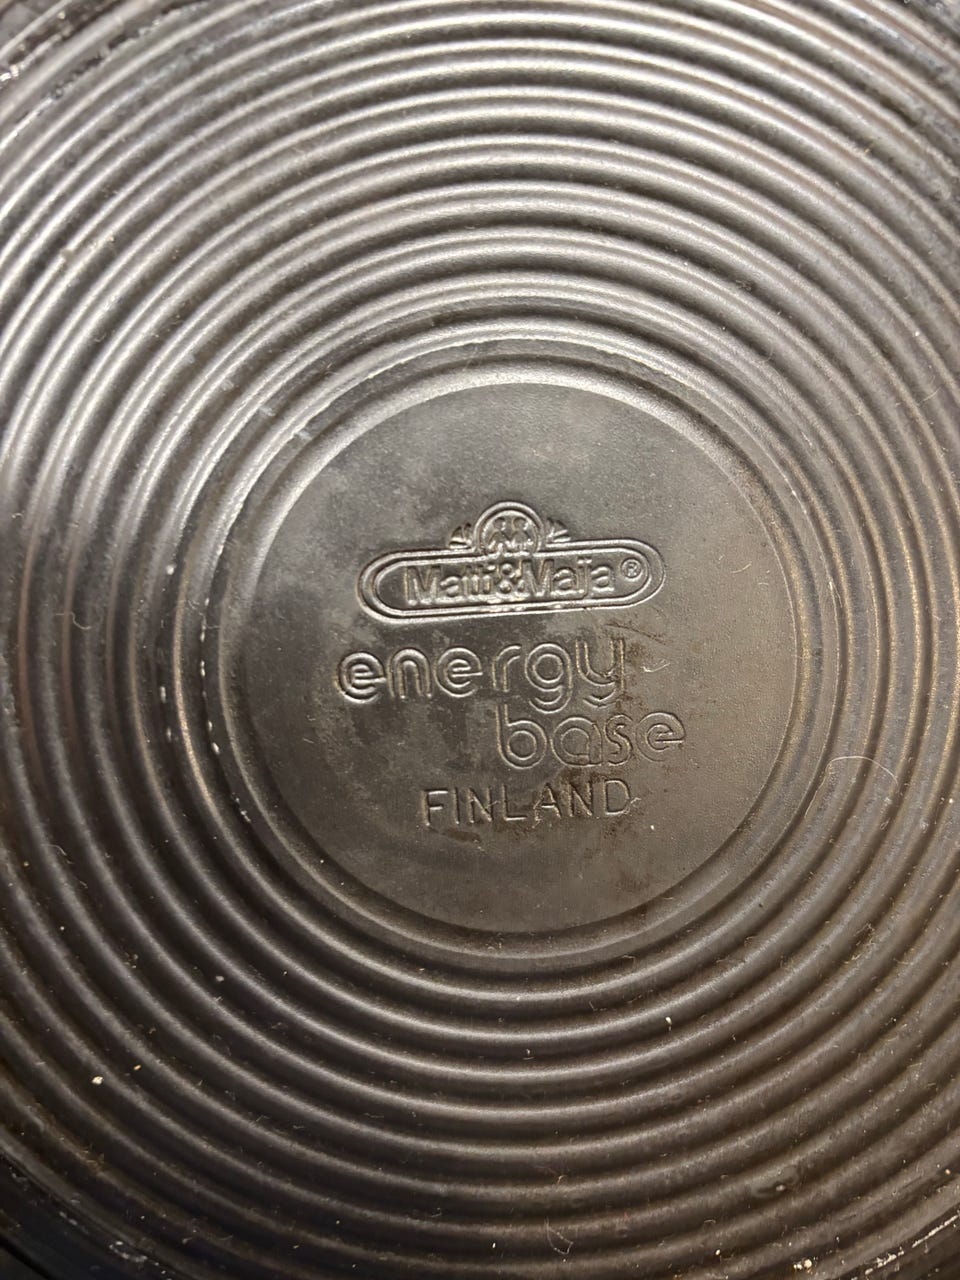 Matti&Maija®
energy
base
FINLAND